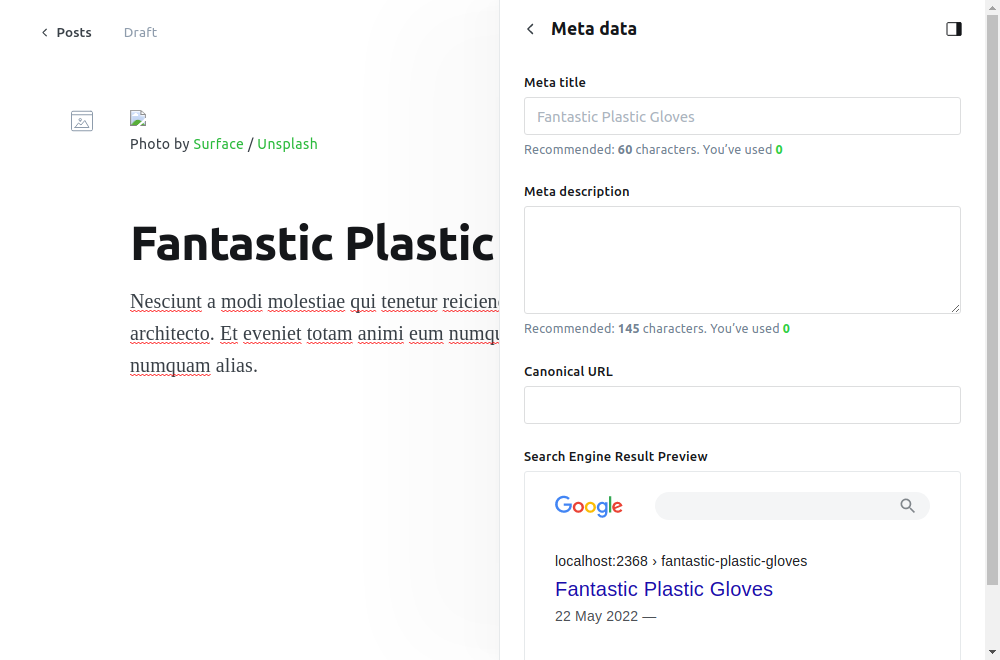 Posts
Draft
Photo by Surface / Unsplash
Fantastic Plastic
Nesciunt a modi molestiae qui tenetur
architecto. Et eveniet totam animi eum
numquam alias.
Meta data
Meta title
Fantastic Plastic Gloves
Recommended: 60 characters. You’ve used 0
Meta description
Recommended: 145 characters. You’ve used 0
Canonical URL
Search Engine Result Preview
Google
localhost:2368 › fantastic-plastic-gloves
Fantastic Plastic Gloves
22 May 2022 —